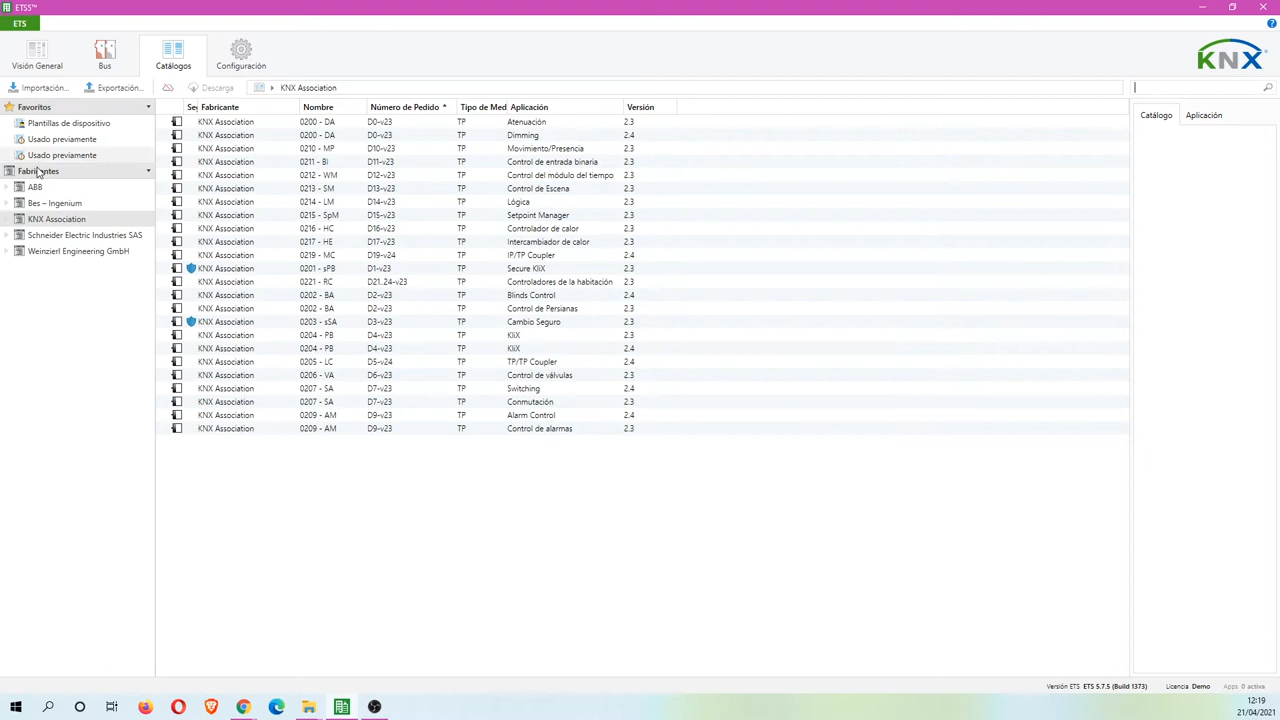 ETS5™
ETS
?
Visión General
Bus
Catálogos
Configuración
KNX
Importación...
Exportación...
Descarga
KNX Association
Favoritos
Plantillas de dispositivo
Usado previamente
Usado previamente
Fabricantes
ABB
Bes – Ingenium
KNX Association
Schneider Electric Industries SAS
Weinzierl Engineering GmbH
Se Fabricante Nombre Número de Pedido Tipo de Med Aplicación Versión
KNX Association 0200 - DA D0-v23 TP Atenuación 2.3
KNX Association 0200 - DA D0-v23 TP Dimming 2.4
KNX Association 0210 - MP D10-v23 TP Movimiento/Presencia 2.3
KNX Association 0211 - BI D11-v23 TP Control de entrada binaria 2.3
KNX Association 0212 - WM D12-v23 TP Control del módulo del tiempo 2.3
KNX Association 0213 - SM D13-v23 TP Control de Escena 2.3
KNX Association 0214 - LM D14-v23 TP Lógica 2.3
KNX Association 0215 - SpM D15-v23 TP Setpoint Manager 2.3
KNX Association 0216 - HC D16-v23 TP Controlador de calor 2.3
KNX Association 0217 - HE D17-v23 TP Intercambiador de calor 2.3
KNX Association 0219 - MC D19-v24 TP IP/TP Coupler 2.4
KNX Association 0201 - sPB D1-v23 TP Secure KliX 2.3
KNX Association 0221 - RC D21..24-v23 TP Controladores de la habitación 2.3
KNX Association 0202 - BA D2-v23 TP Blinds Control 2.4
KNX Association 0202 - BA D2-v23 TP Control de Persianas 2.3
KNX Association 0203 - sSA D3-v23 TP Cambio Seguro 2.3
KNX Association 0204 - PB D4-v23 TP KliX 2.3
KNX Association 0204 - PB D4-v23 TP KliX 2.4
KNX Association 0205 - LC D5-v24 TP TP/TP Coupler 2.4
KNX Association 0206 - VA D6-v23 TP Control de válvulas 2.3
KNX Association 0207 - SA D7-v23 TP Switching 2.4
KNX Association 0207 - SA D7-v23 TP Conmutación 2.3
KNX Association 0209 - AM D9-v23 TP Alarm Control 2.4
KNX Association 0209 - AM D9-v23 TP Control de alarmas 2.3
Catálogo Aplicación
Versión ETS ETS 5.7.5 (Build 1373) Licencia Demo Apps 0 activa
12:19
21/04/2021